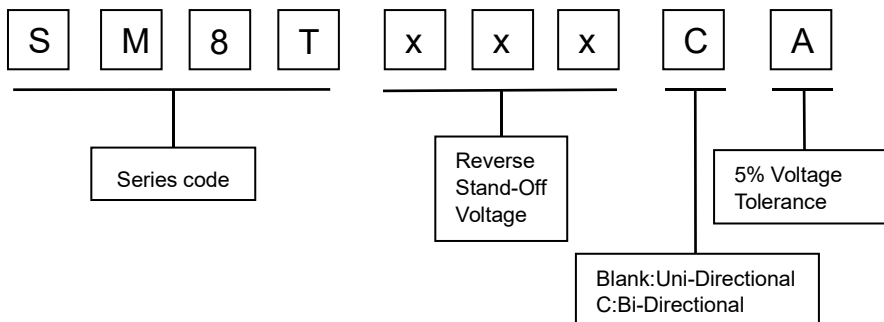 S M 8 T x x x C A
Series code
Reverse
Stand-Off
Voltage
5% Voltage
Tolerance
Blank:Uni-Directional
C:Bi-Directional